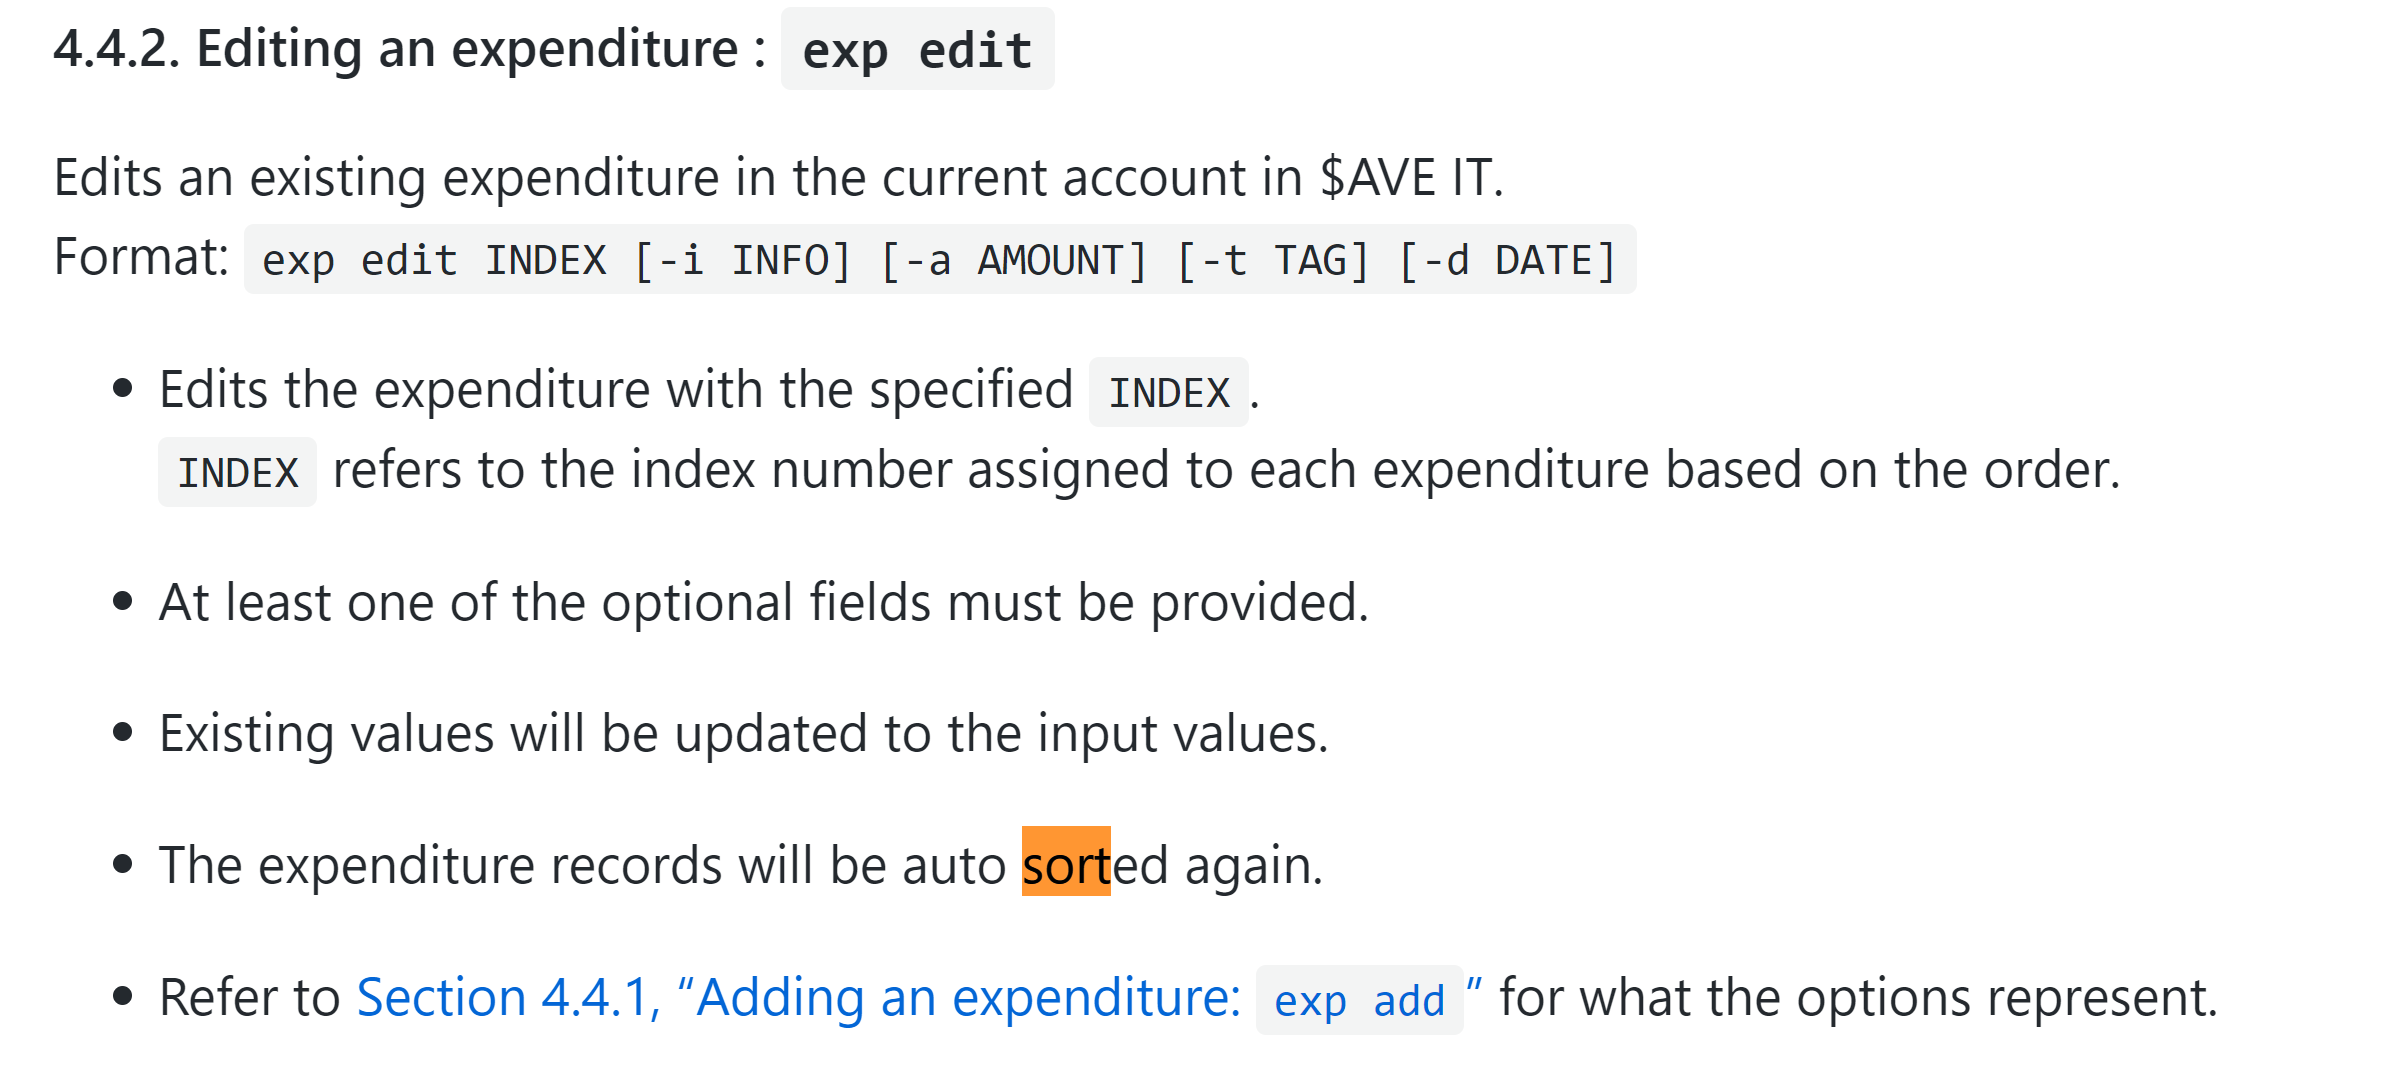 4.4.2. Editing an expenditure : exp edit
Edits an existing expenditure in the current account in $AVE IT.
Format: exp edit INDEX [-i INFO] [-a AMOUNT] [-t TAG] [-d DATE]
• Edits the expenditure with the specified INDEX.
INDEX refers to the index number assigned to each expenditure based on the order.
• At least one of the optional fields must be provided.
• Existing values will be updated to the input values.
• The expenditure records will be auto sorted again.
• Refer to Section 4.4.1, “Adding an expenditure: exp add” for what the options represent.